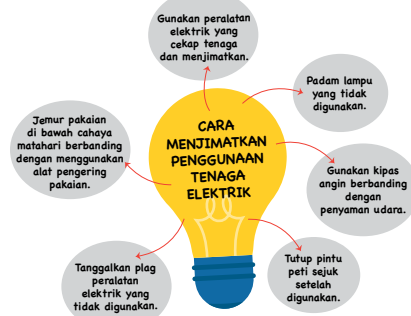 Gunakan peralatan
elektrik yang
cekap tenaga
dan menjimatkan.
Padam lampu
yang tidak
digunakan.
CARA
MENJIMATKAN
PENGGUNAAN
TENAGA
ELEKTRIK
Jemur pakaian
di bawah cahaya
matahari berbanding
dengan menggunakan
alat pengering
pakaian.
Gunakan kipas
angin berbanding
dengan
penyaman udara.
Tanggalkan plag
peralatan
elektrik yang
tidak digunakan.
Tutup pintu
peti sejuk
setelah
digunakan.